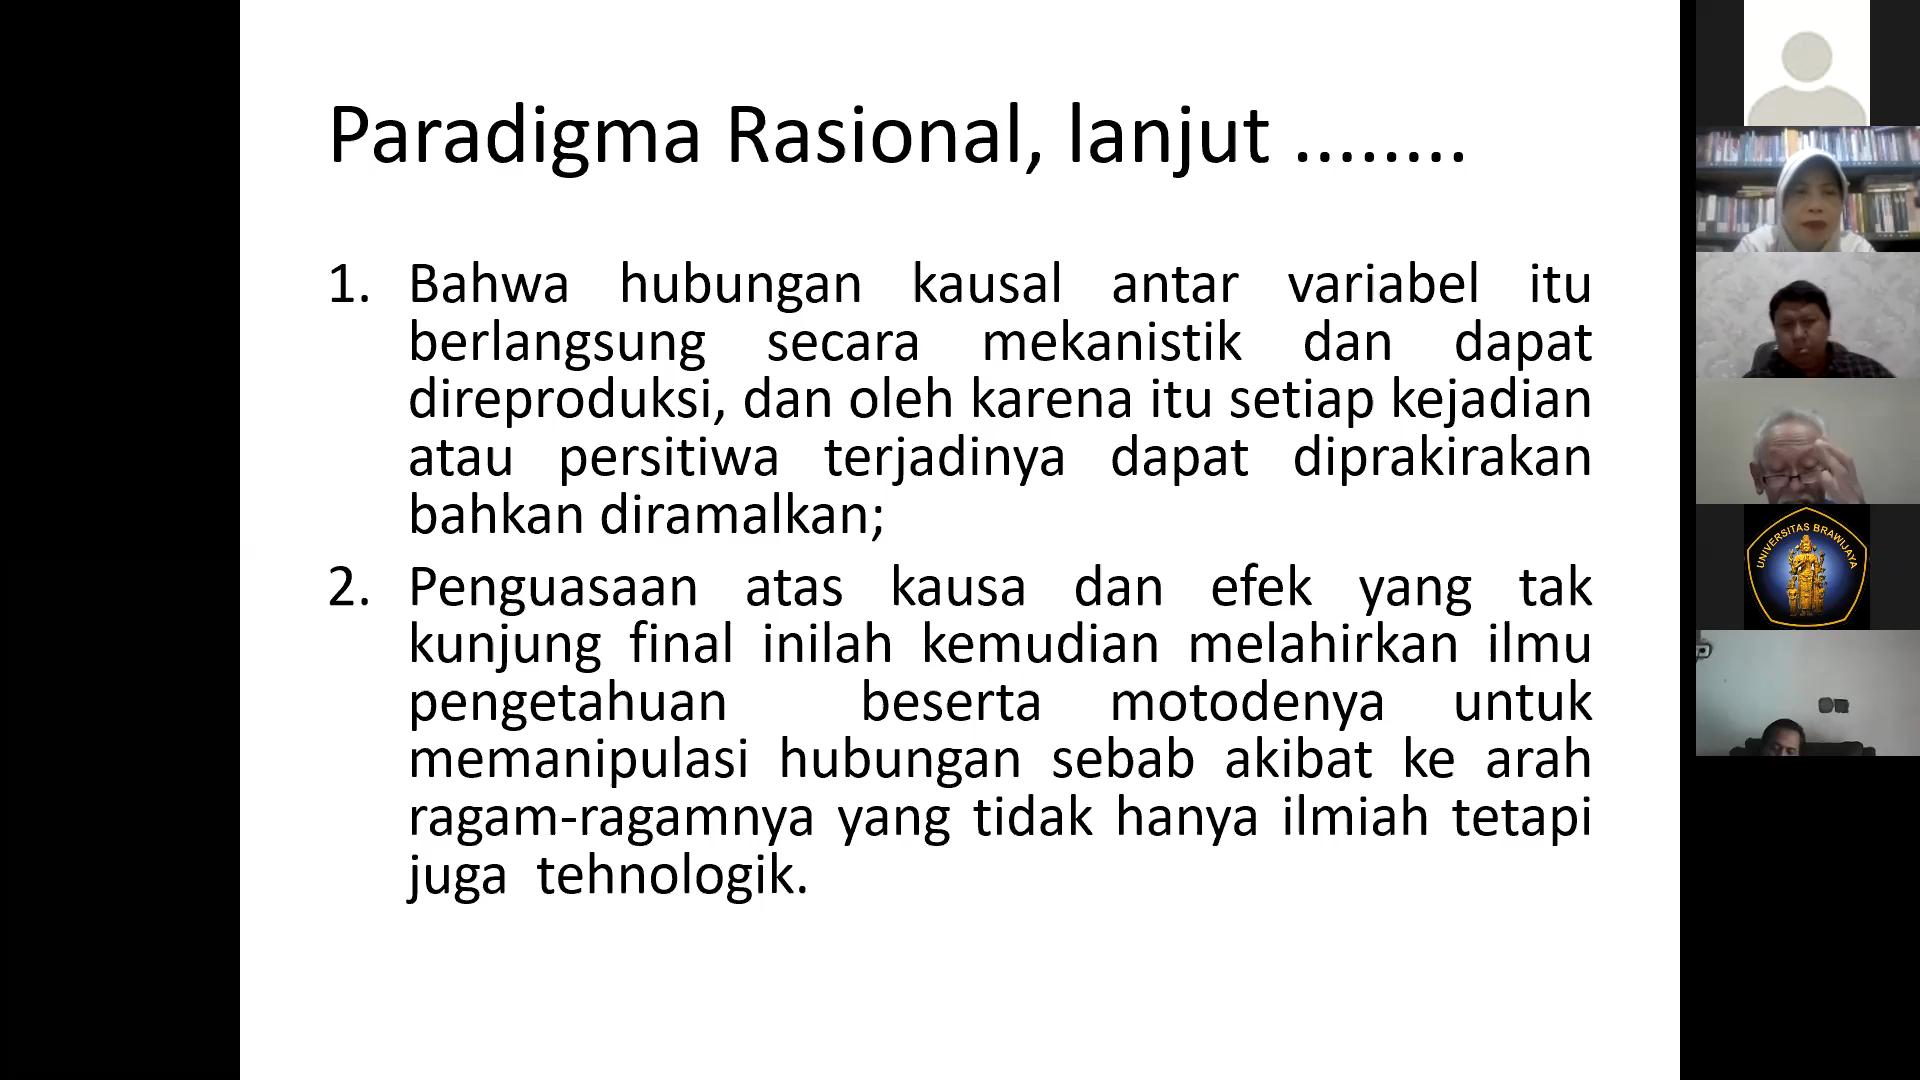 Paradigma Rasional, lanjut ........
1. Bahwa hubungan kausal antar variabel itu
berlangsung secara mekanistik dan dapat
direproduksi, dan oleh karena itu setiap kejadian
atau persitiwa terjadinya dapat diprakirakan
bahkan diramalkan;
2. Penguasaan atas kausa dan efek yang tak
kunjung final inilah kemudian melahirkan ilmu
pengetahuan beserta motodenya untuk
memanipulasi hubungan sebab akibat ke arah
ragam-ragamnya yang tidak hanya ilmiah tetapi
juga tehnologik.
UNIVERSITAS BRAWIJAYA